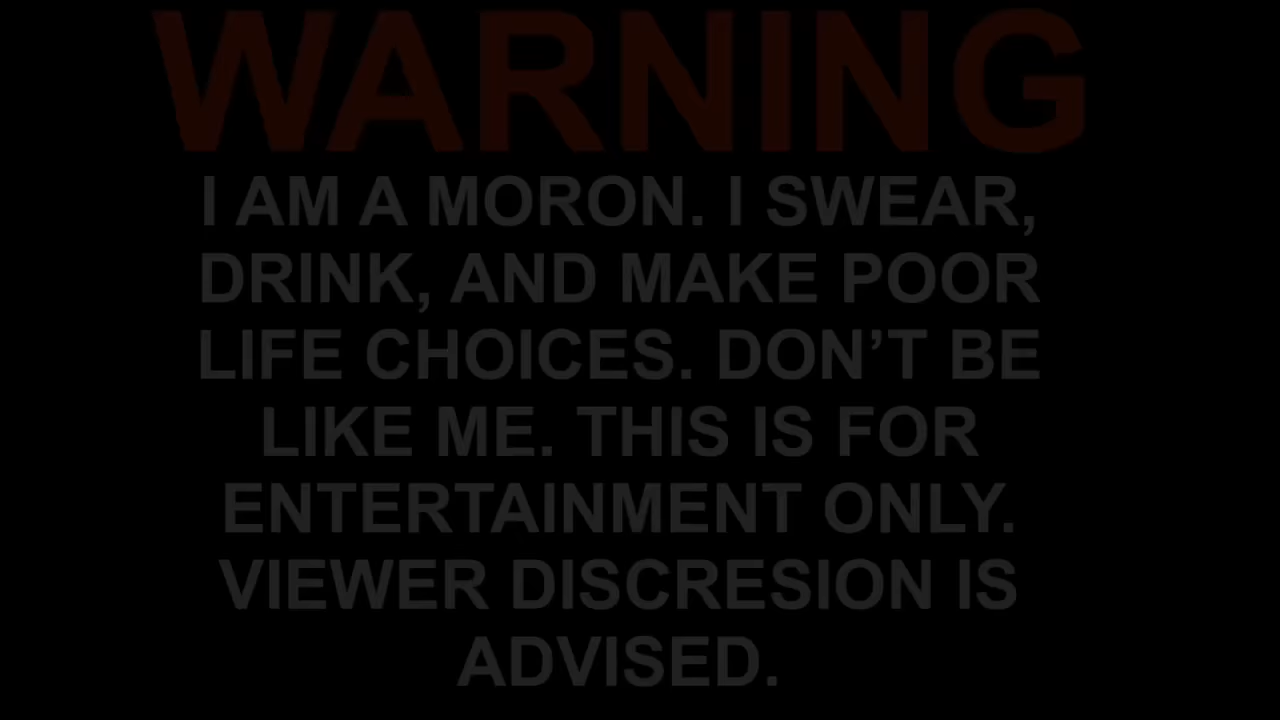 WARNING
I AM A MORON. I SWEAR,
DRINK, AND MAKE POOR
LIFE CHOICES. DON’T BE
LIKE ME. THIS IS FOR
ENTERTAINMENT ONLY.
VIEWER DISCRESION IS
ADVISED.